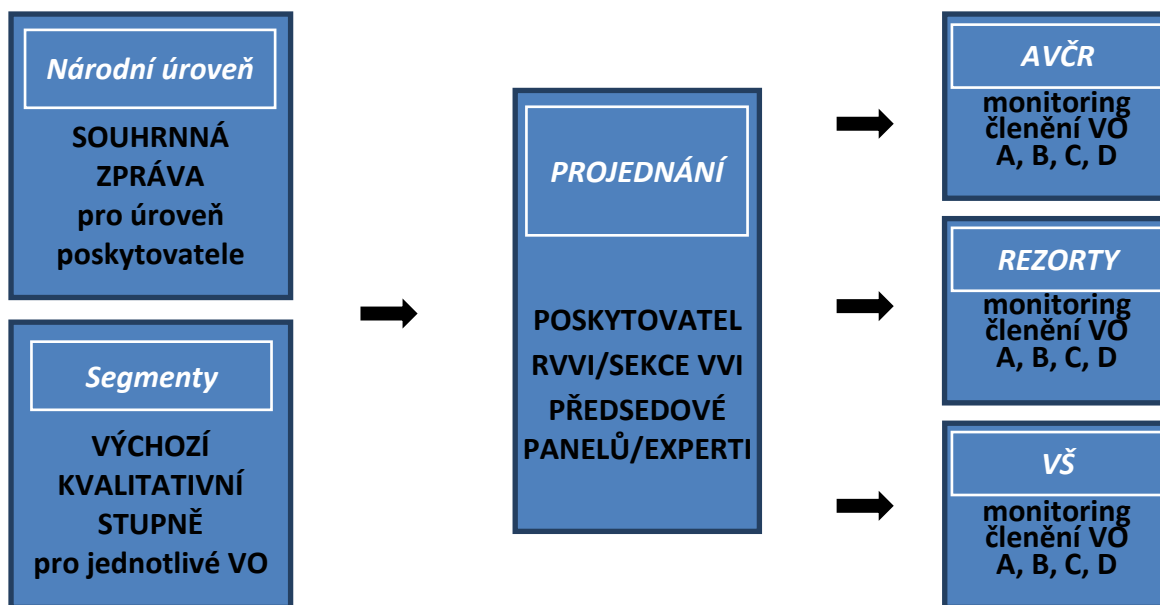 Národní úroveň
SOUHRNNÁ
ZPRÁVA
pro úroveň
poskytovatele
Segmenty
VÝCHOZÍ
KVALITATIVNÍ
STUPNĚ
pro jednotlivé VO
PROJEDNÁNÍ
POSKYTOVATEL
RVVI/SEKCE VVI
PŘEDSEDOVÉ
PANELŮ/EXPERTI
AVČR
monitoring
členění VO
A, B, C, D
REZORTY
monitoring
členění VO
A, B, C, D
VŠ
monitoring
členění VO
A, B, C, D